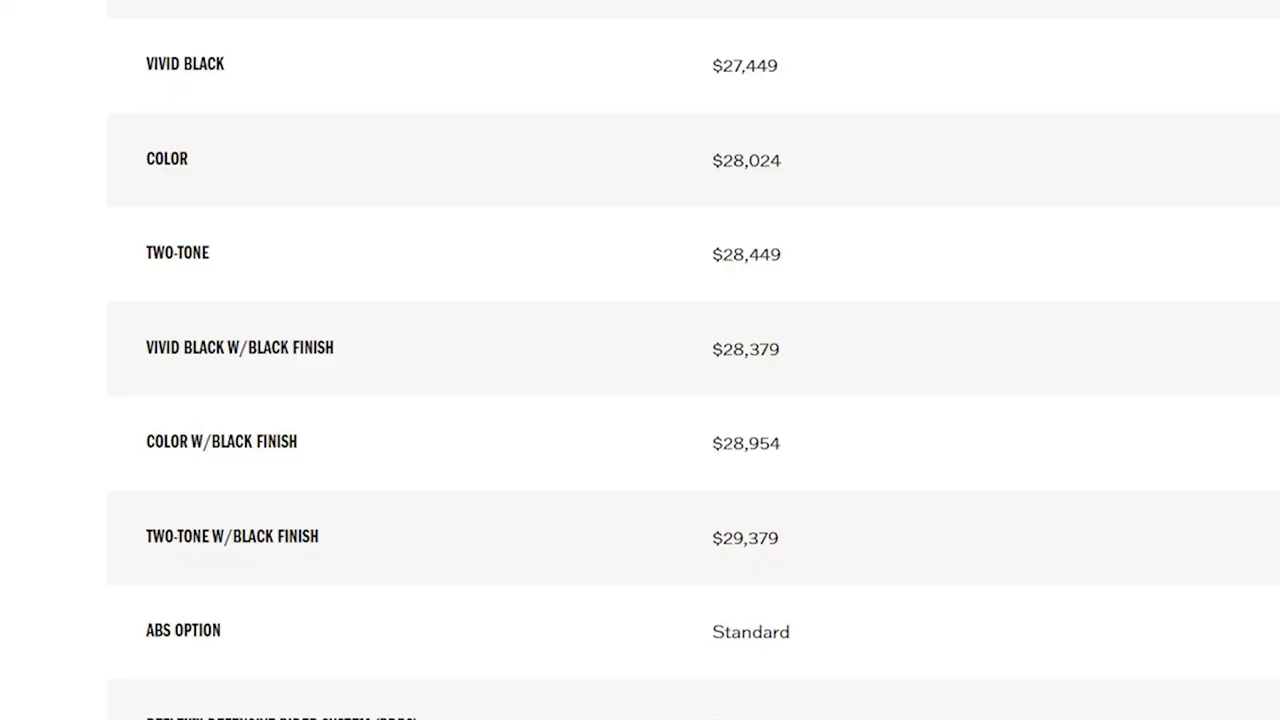 VIVID BLACK $27,449
COLOR $28,024
TWO-TONE $28,449
VIVID BLACK W/BLACK FINISH $28,379
COLOR W/BLACK FINISH $28,954
TWO-TONE W/BLACK FINISH $29,379
ABS OPTION Standard